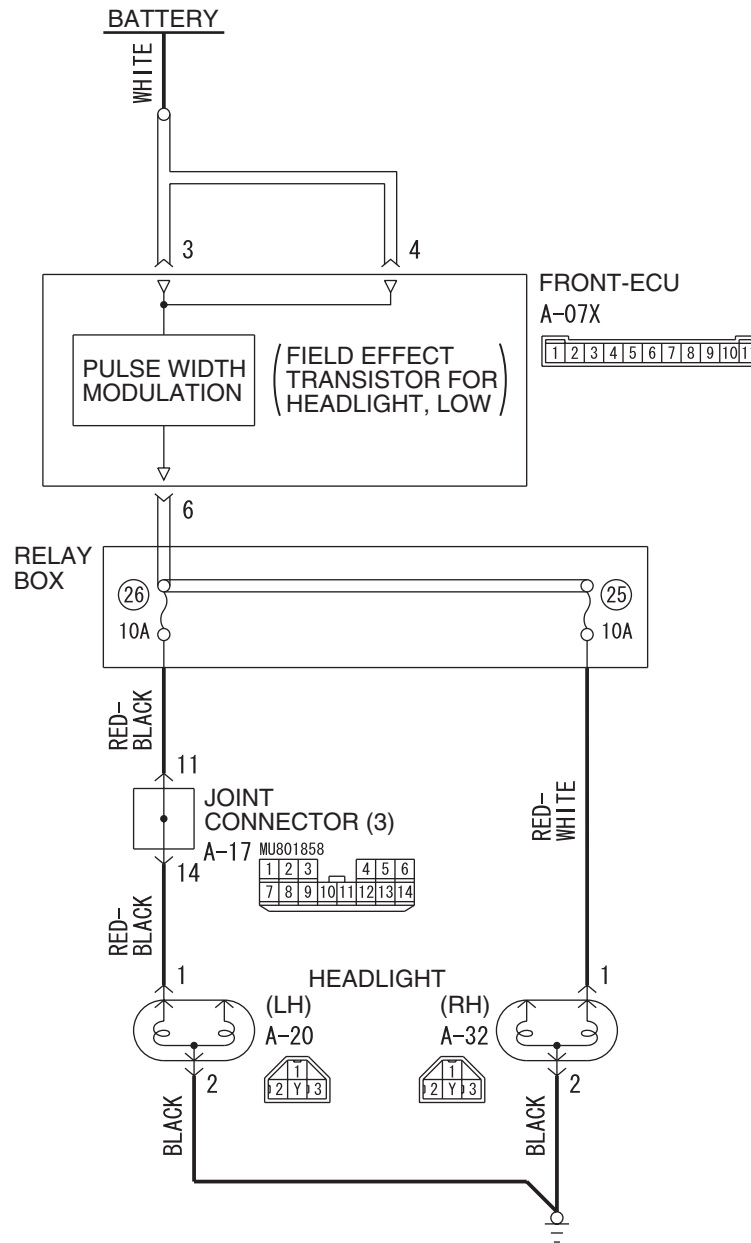 BATTERY
WHITE
3
4
FRONT-ECU
A-07X
1 2 3 4 5 6 7 8 9 10 11
PULSE WIDTH
MODULATION
(FIELD EFFECT
TRANSISTOR FOR
HEADLIGHT, LOW)
6
RELAY
BOX
26
10A
25
10A
RED-
BLACK
11
JOINT
CONNECTOR (3)
A-17 MU801858
1 2 3 4 5 6
7 8 9 10 11 12 13 14
14
RED-
WHITE
RED-
BLACK
1
HEADLIGHT
1
(LH)
A-20
(RH)
A-32
1
2 Y 3
1
2 Y 3
2
2
BLACK
BLACK